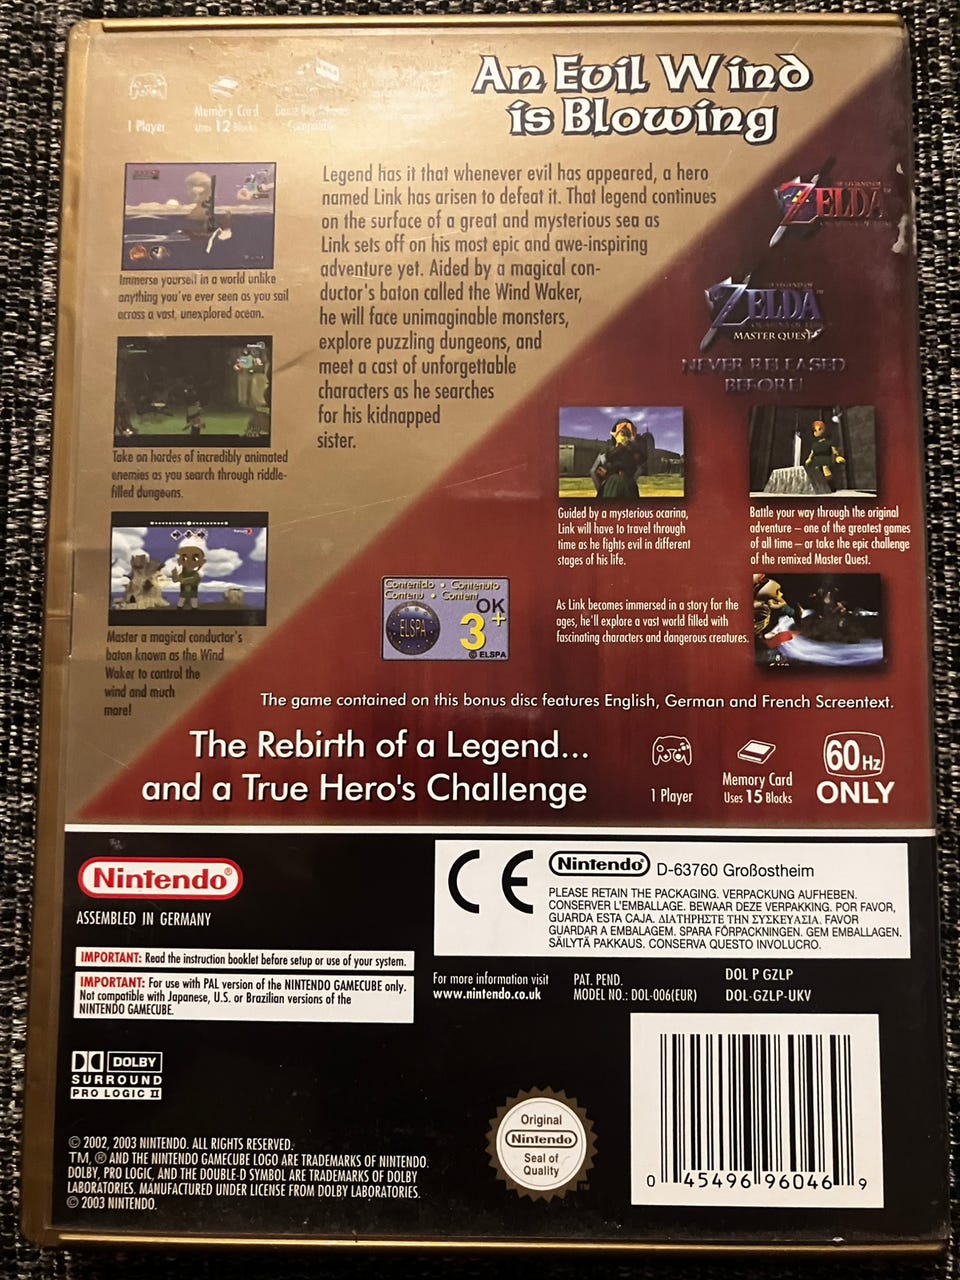 An Evil Wind
is Blowing
1 Player
Memory Card
Uses 12 Blocks
Legend has it that whenever evil has appeared, a hero
named Link has arisen to defeat it. That legend continues
on the surface of a great and mysterious sea as
Link sets off on his most epic and awe-inspiring
adventure yet. Aided by a magical con-
ductor's baton called the Wind Waker,
he will face unimaginable monsters,
explore puzzling dungeons, and
meet a cast of unforgettable
characters as he searches
for his kidnapped
sister.
Immerse yourself in a world unlike
anything you've ever seen as you sail
across a vast, unexplored ocean.
Take on hordes of incredibly animated
enemies as you search through riddle-
filled dungeons.
Master a magical conductor's
baton known as the Wind
Waker to control the
wind and much
more!
ZELDA
THE LEGEND OF
ZELDA
MASTER QUEST
NEVER RELEASED
BEFORE!
Guided by a mysterious ocarina,
Link will have to travel through
time as he fights evil in different
stages of his life.
Battle your way through the original
adventure – one of the greatest games
of all time – or take the epic challenge
of the remixed Master Quest.
As Link becomes immersed in a story for the
ages, he'll explore a vast world filled with
fascinating characters and dangerous creatures.
Contenido • Contenuto
Contenu • Content
ELSPA
OK
3+
© ELSPA
The game contained on this bonus disc features English, German and French Screentext.
The Rebirth of a Legend...
and a True Hero's Challenge
1 Player
Memory Card
Uses 15 Blocks
60Hz
ONLY
Nintendo®
ASSEMBLED IN GERMANY
IMPORTANT: Read the instruction booklet before setup or use of your system.
IMPORTANT: For use with PAL version of the NINTENDO GAMECUBE only.
Not compatible with Japanese, U.S. or Brazilian versions of the
NINTENDO GAMECUBE.
CE
Nintendo® D-63760 Großostheim
PLEASE RETAIN THE PACKAGING. VERPACKUNG AUFHEBEN.
CONSERVER L'EMBALLAGE. BEWAAR DEZE VERPAKKING. POR FAVOR,
GUARDA ESTA CAJA. ΔΙΑΤΗΡΗΣΤΕ ΤΗΝ ΣΥΣΚΕΥΑΣΙΑ. FAVOR
GUARDAR A EMBALAGEM. SPARA FÖRPACKNINGEN. GEM EMBALLAGEN.
SÄILYTÄ PAKKAUS. CONSERVA QUESTO INVOLUCRO.
For more information visit
www.nintendo.co.uk
PAT. PEND.
MODEL NO.: DOL-006(EUR)
DOL P GZLP
DOL-GZLP-UKV
DOLBY
SURROUND
PRO LOGIC II
© 2002, 2003 NINTENDO. ALL RIGHTS RESERVED.
TM, ® AND THE NINTENDO GAMECUBE LOGO ARE TRADEMARKS OF NINTENDO.
DOLBY, PRO LOGIC, AND THE DOUBLE-D SYMBOL ARE TRADEMARKS OF DOLBY
LABORATORIES. MANUFACTURED UNDER LICENSE FROM DOLBY LABORATORIES.
© 2003 NINTENDO.
Original
Nintendo
Seal of
Quality
0 45496 96046 9